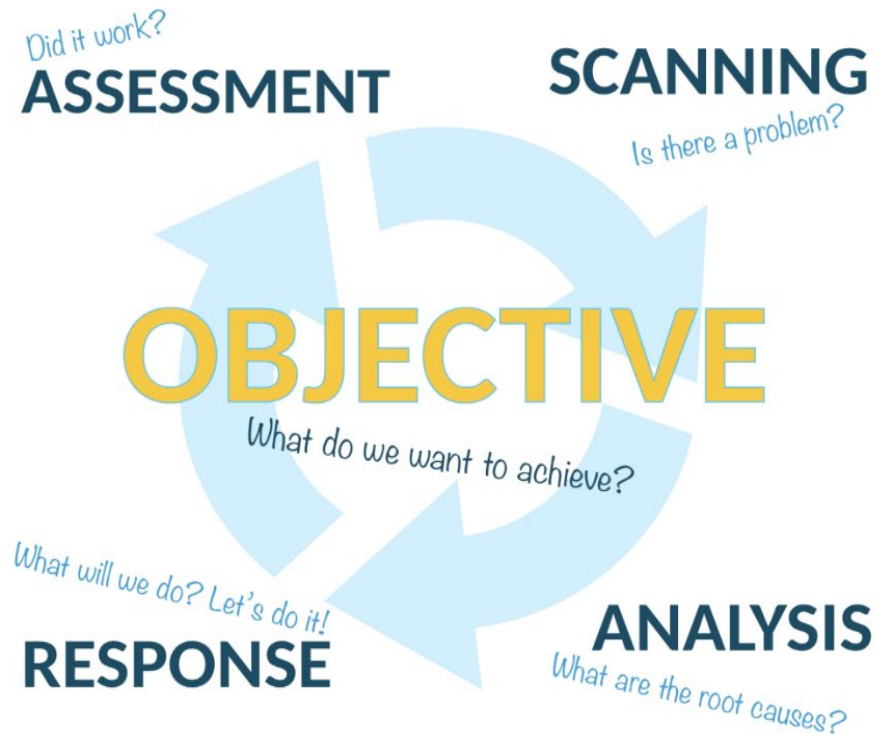 Did it work?
ASSESSMENT
SCANNING
Is there a problem?
OBJECTIVE
What do we want to achieve?
What will we do? Let's do it!
RESPONSE
ANALYSIS
What are the root causes?